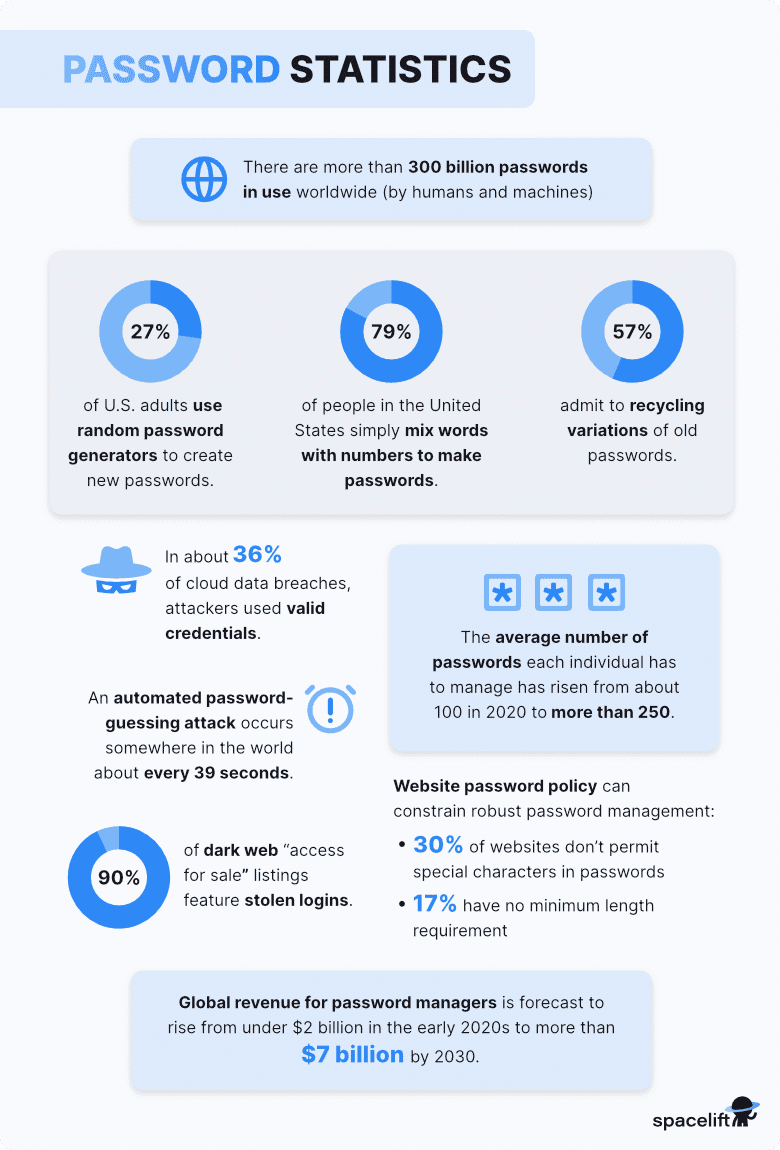 PASSWORD STATISTICS
There are more than 300 billion passwords
in use worldwide (by humans and machines)
27%
of U.S. adults use
random password
generators to create
new passwords.
79%
of people in the United
States simply mix words
with numbers to make
passwords.
57%
admit to recycling
variations of old
passwords.
In about 36%
of cloud data breaches,
attackers used valid
credentials.
An automated password-
guessing attack occurs
somewhere in the world
about every 39 seconds.
90%
of dark web “access
for sale” listings
feature stolen logins.
* * *
The average number of
passwords each individual has
to manage has risen from about
100 in 2020 to more than 250.
Website password policy can
constrain robust password management:
• 30% of websites don’t permit
special characters in passwords
• 17% have no minimum length
requirement
Global revenue for password managers is forecast to
rise from under $2 billion in the early 2020s to more than
$7 billion by 2030.
spacelift